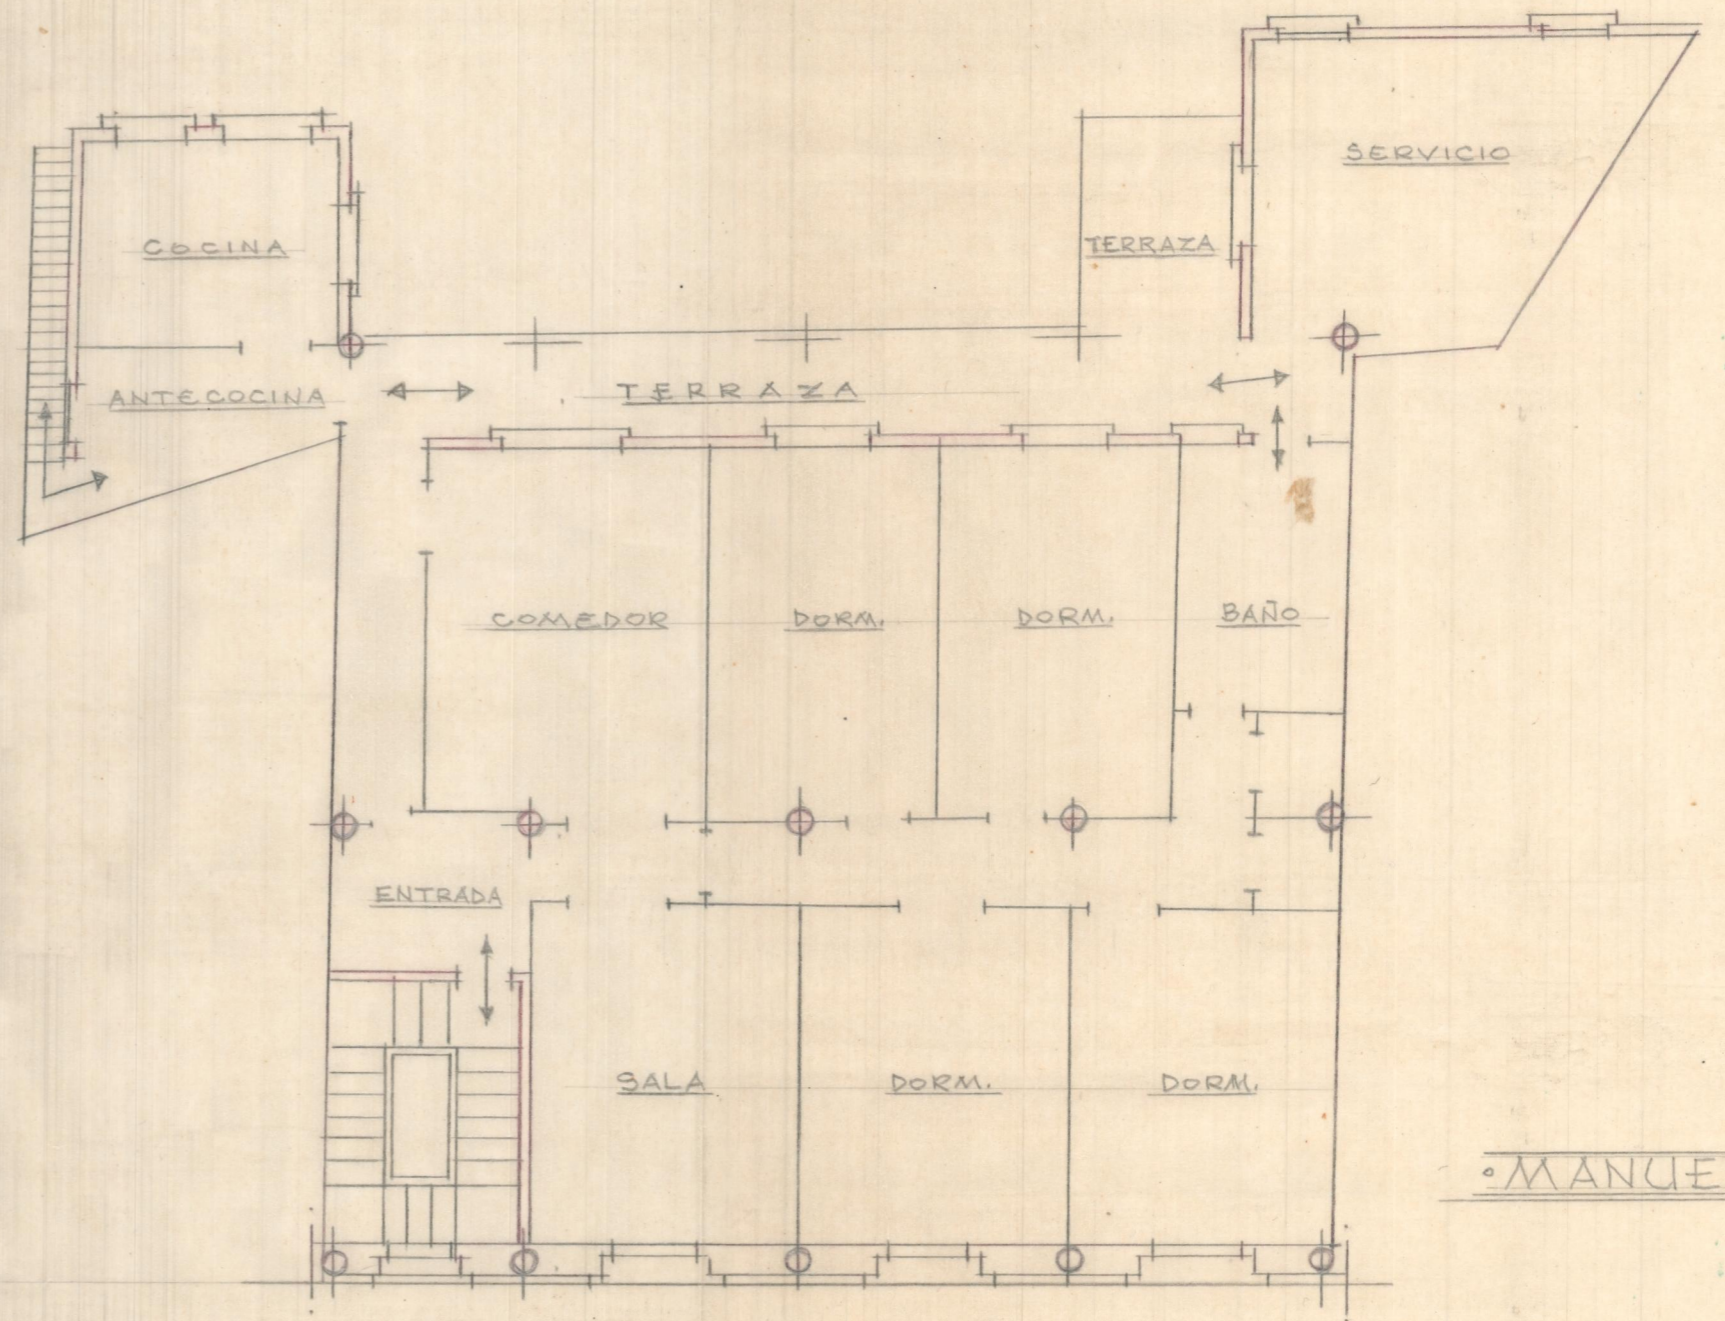 SERVICIO
COCINA
TERRAZA
ANTECOCINA
TERRAZA
COMEDOR
DORM.
DORM.
BAÑO
ENTRADA
SALA
DORM.
DORM.
·MANUE